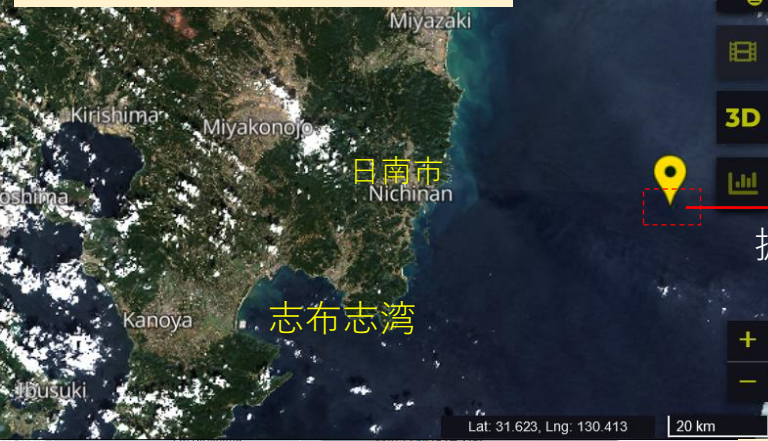 Miyazaki
Kirishima
Miyakonojo
3D
日南市
Nichinan
oshima
志布志湾
Kanoya
Ibusuki
+
−
Lat: 31.623, Lng: 130.413
20 km